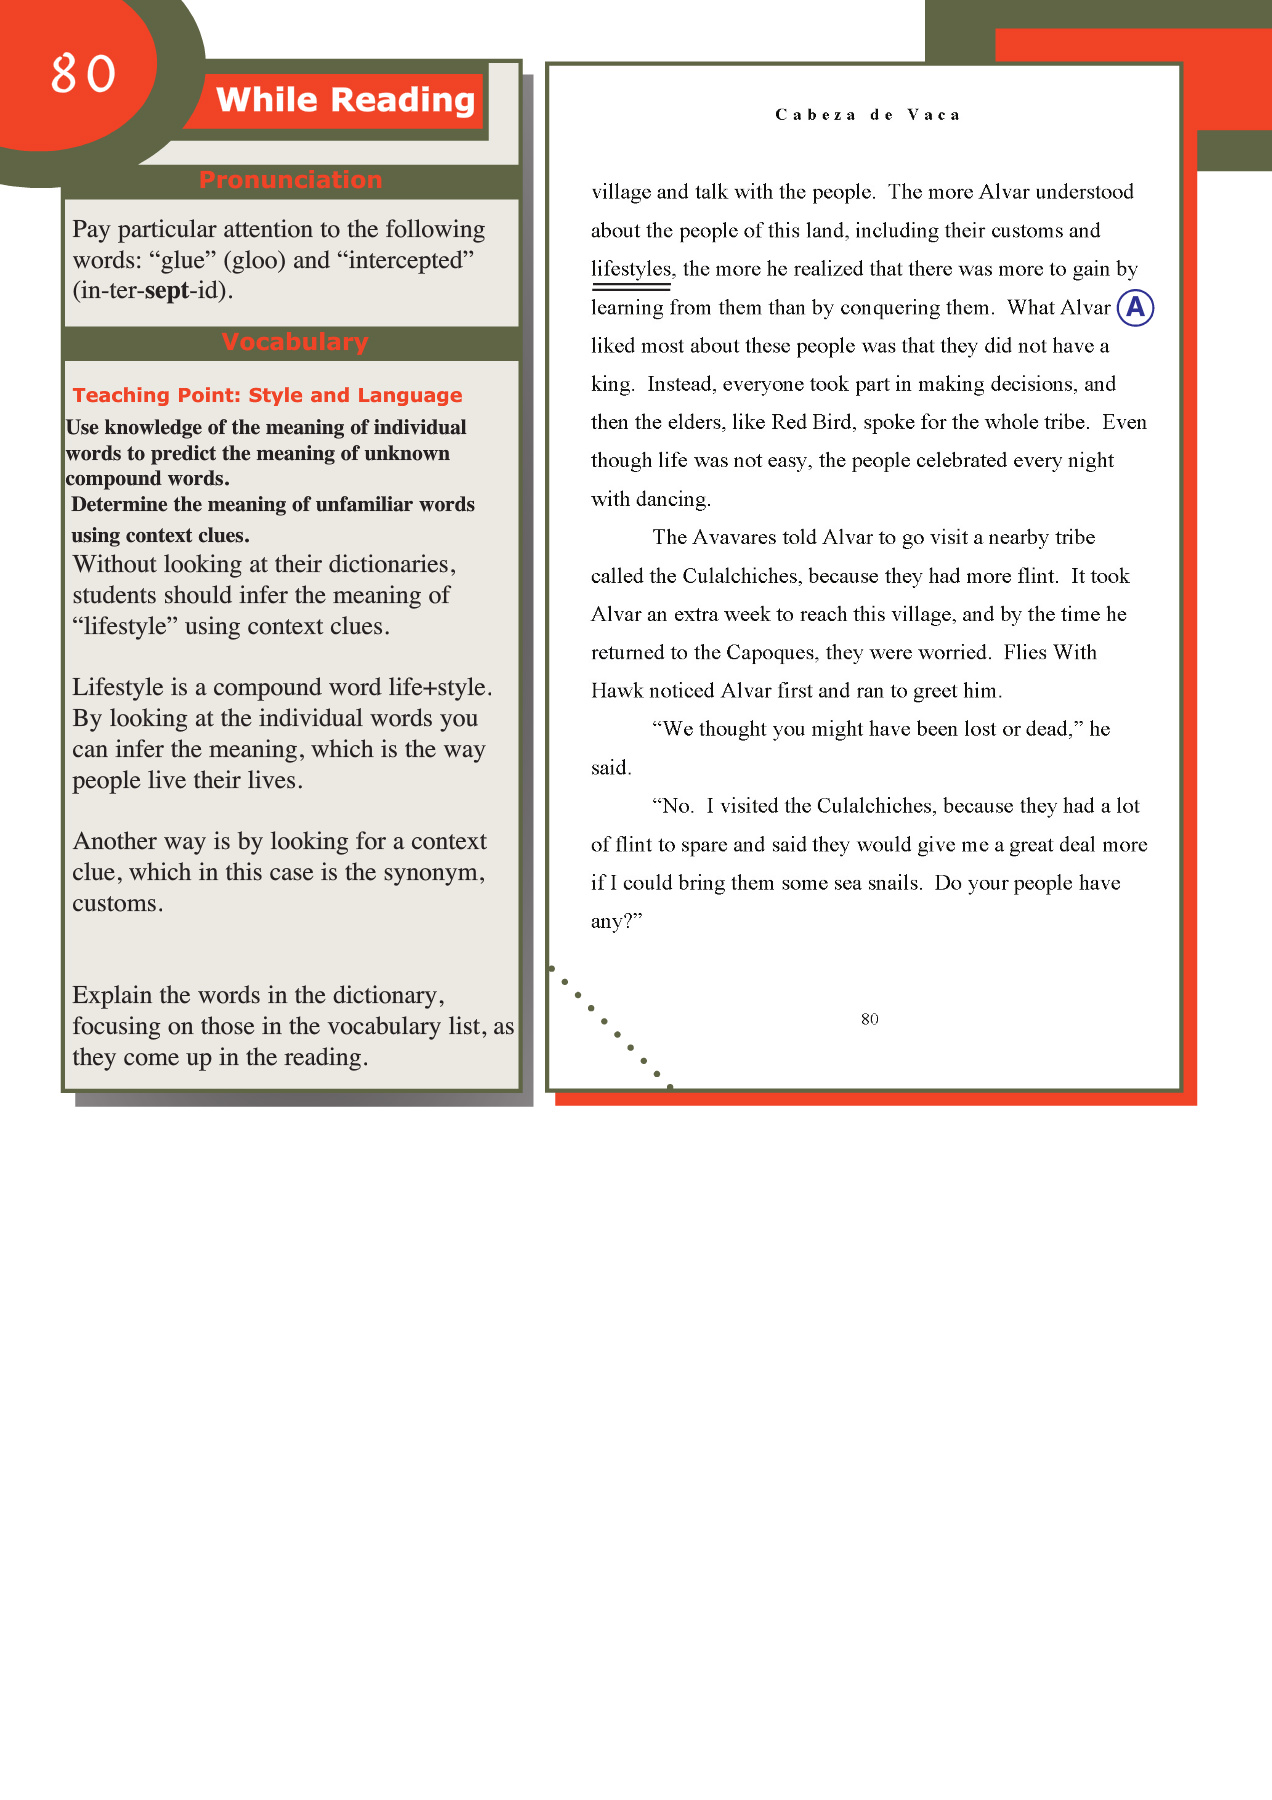 80
While Reading
Pronunciation
Pay particular attention to the following
words: “glue” (gloo) and “intercepted”
(in-ter-sept-id).
Vocabulary
Teaching Point: Style and Language
Use knowledge of the meaning of individual
words to predict the meaning of unknown
compound words.
Determine the meaning of unfamiliar words
using context clues.
Without looking at their dictionaries,
students should infer the meaning of
“lifestyle” using context clues.
Lifestyle is a compound word life+style.
By looking at the individual words you
can infer the meaning, which is the way
people live their lives.
Another way is by looking for a context
clue, which in this case is the synonym,
customs.
Explain the words in the dictionary,
focusing on those in the vocabulary list, as
they come up in the reading.
Cabeza de Vaca
village and talk with the people. The more Alvar understood
about the people of this land, including their customs and
lifestyles, the more he realized that there was more to gain by
learning from them than by conquering them. What Alvar A
liked most about these people was that they did not have a
king. Instead, everyone took part in making decisions, and
then the elders, like Red Bird, spoke for the whole tribe. Even
though life was not easy, the people celebrated every night
with dancing.
The Avavares told Alvar to go visit a nearby tribe
called the Culalchiches, because they had more flint. It took
Alvar an extra week to reach this village, and by the time he
returned to the Capoques, they were worried. Flies With
Hawk noticed Alvar first and ran to greet him.
“We thought you might have been lost or dead,” he
said.
“No. I visited the Culalchiches, because they had a lot
of flint to spare and said they would give me a great deal more
if I could bring them some sea snails. Do your people have
any?”
80